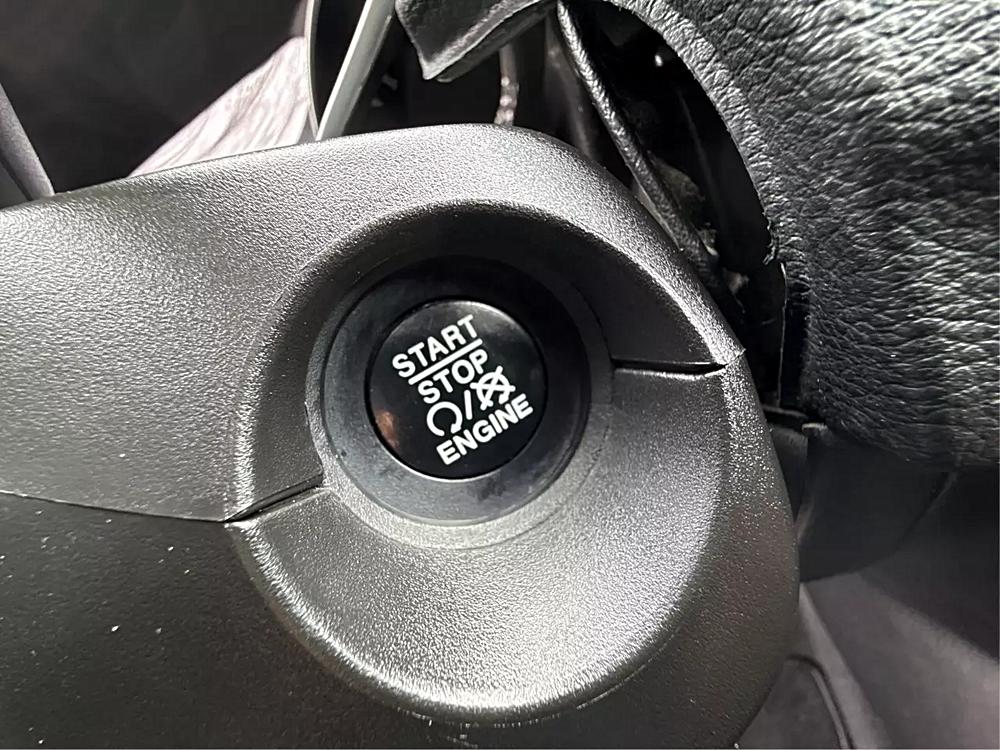 START
STOP
/
ENGINE